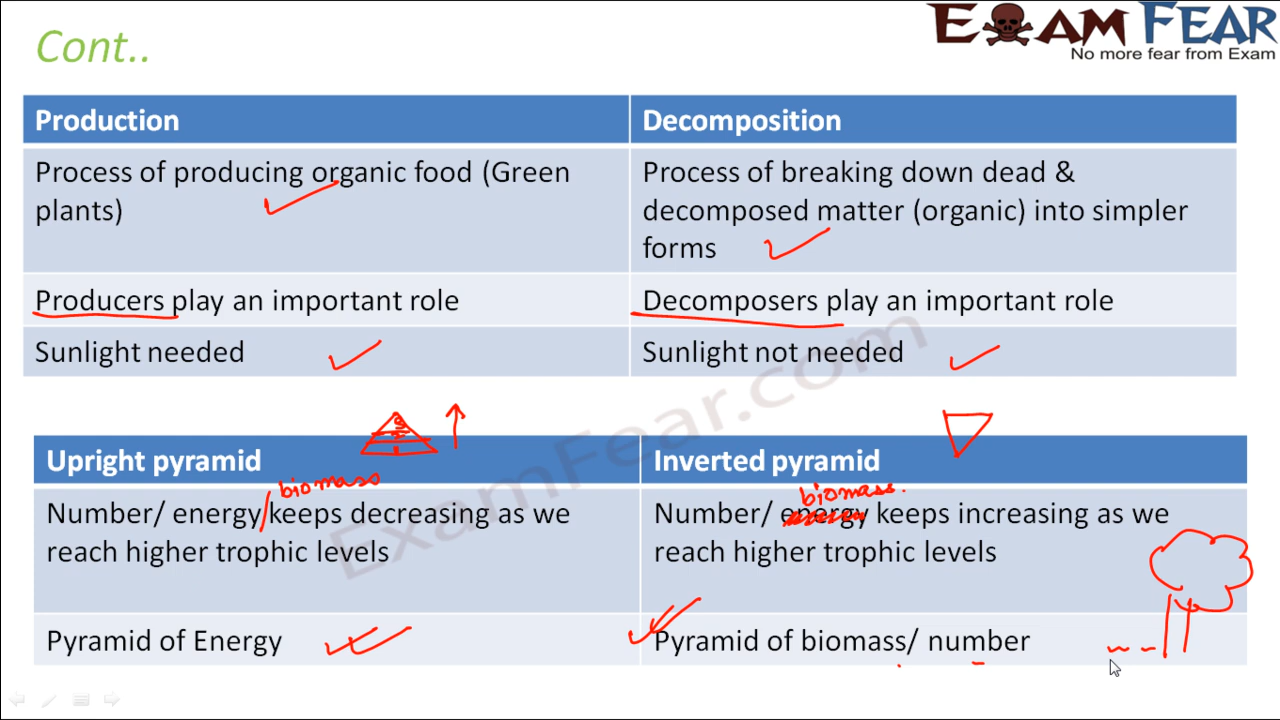 Cont..
EXAM FEAR
No more fear from Exam
Production
Decomposition
Process of producing organic food (Green
plants)
Process of breaking down dead &
decomposed matter (organic) into simpler
forms
Producers play an important role
Decomposers play an important role
Sunlight needed
Sunlight not needed
ExamFear.com
Upright pyramid
Inverted pyramid
biomass
Number/ energy/keeps decreasing as we
reach higher trophic levels
biomass.
Number/ energy keeps increasing as we
reach higher trophic levels
Pyramid of Energy
Pyramid of biomass/ number